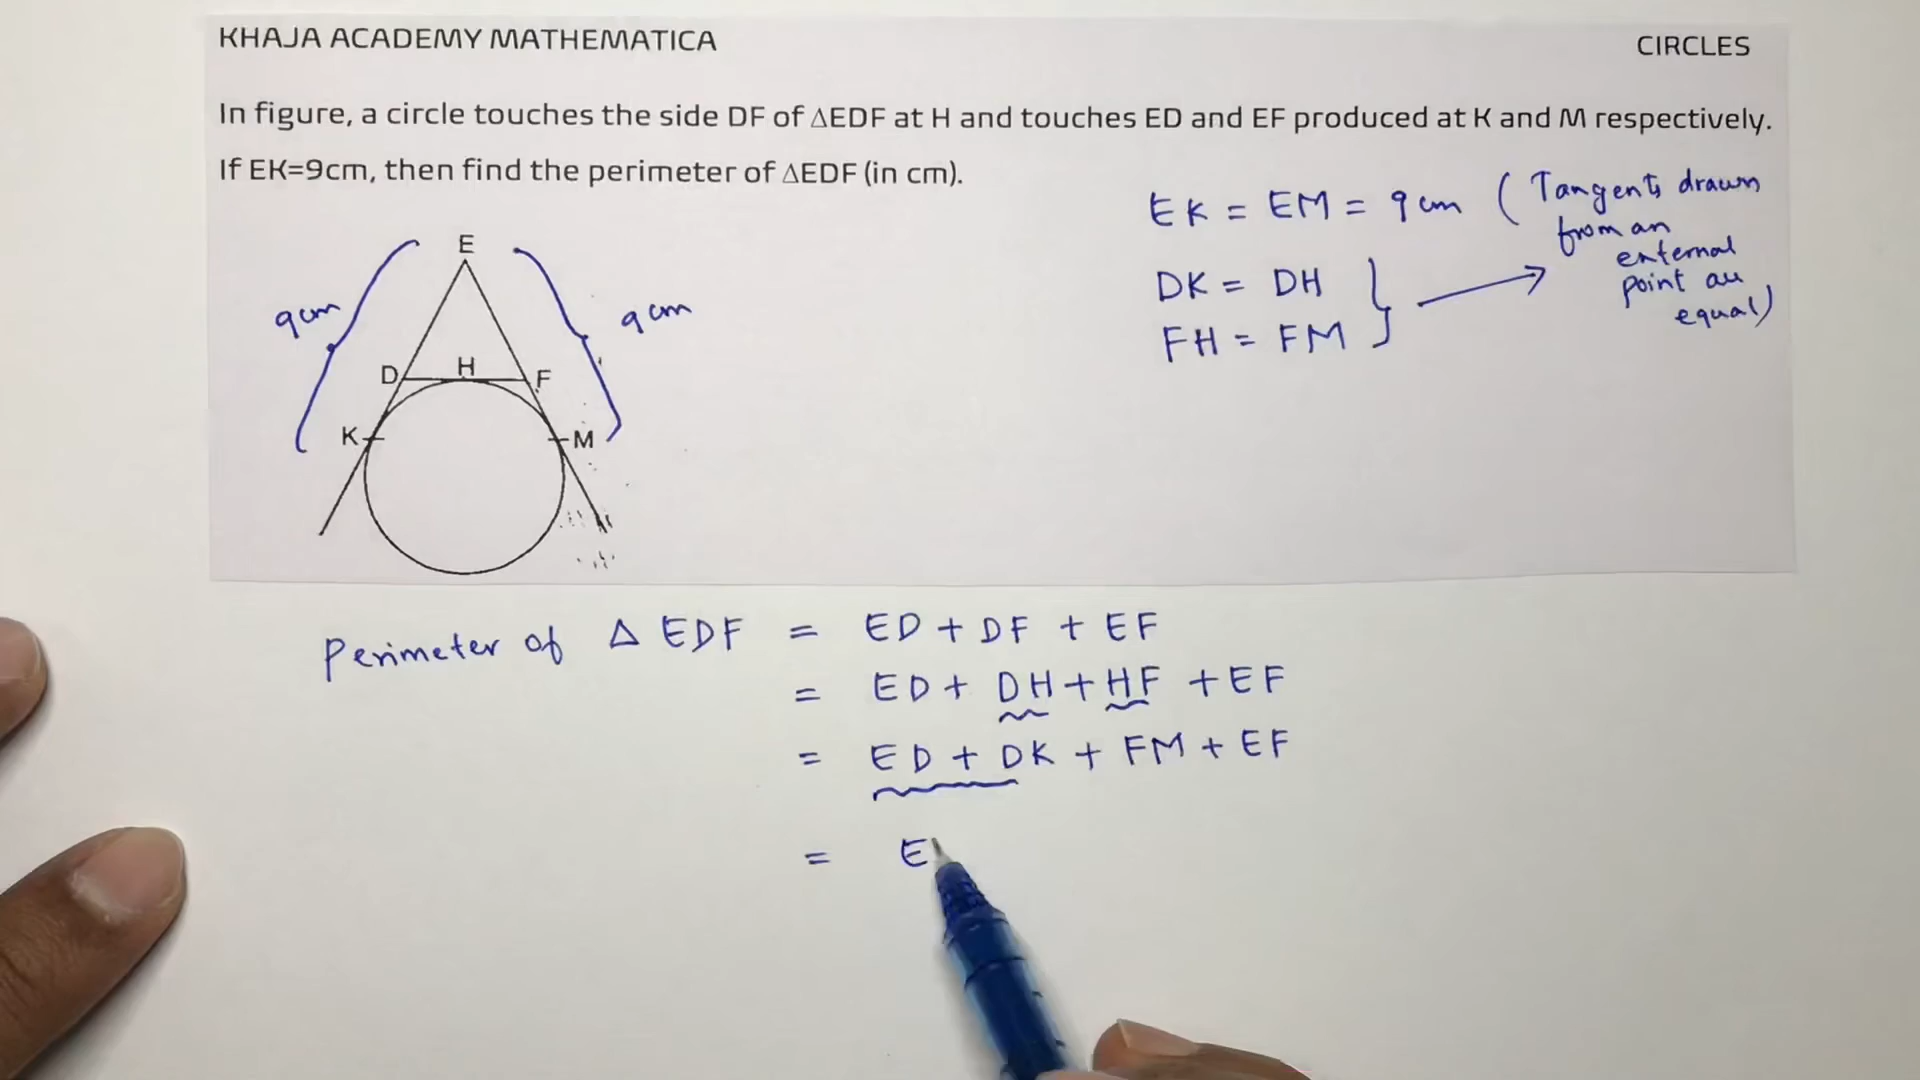 KHAJA ACADEMY MATHEMATICA
CIRCLES
In figure, a circle touches the side DF of ΔEDF at H and touches ED and EF produced at K and M respectively.
If EK=9cm, then find the perimeter of ΔEDF (in cm).
EK = EM = 9 cm ( Tangents drawn
from an
external
point are
equal)
DK = DH
FH = FM
E
9cm
9cm
D
H
F
K
M
Perimeter of Δ EDF = ED + DF + EF
= ED + DH + HF + EF
= ED + DK + FM + EF
= E